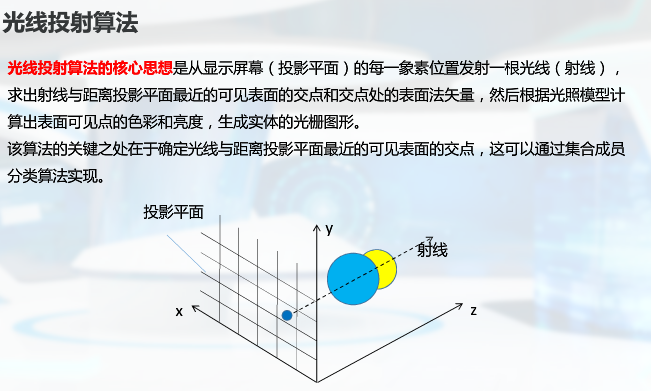 光线投射算法
光线投射算法的核心思想是从显示屏幕（投影平面）的每一象素位置发射一根光线（射线），
求出射线与距离投影平面最近的可见表面的交点和交点处的表面法矢量，然后根据光照模型计
算出表面可见点的色彩和亮度，生成实体的光栅图形。
该算法的关键之处在于确定光线与距离投影平面最近的可见表面的交点，这可以通过集合成员
分类算法实现。
投影平面
y
射线
x
z